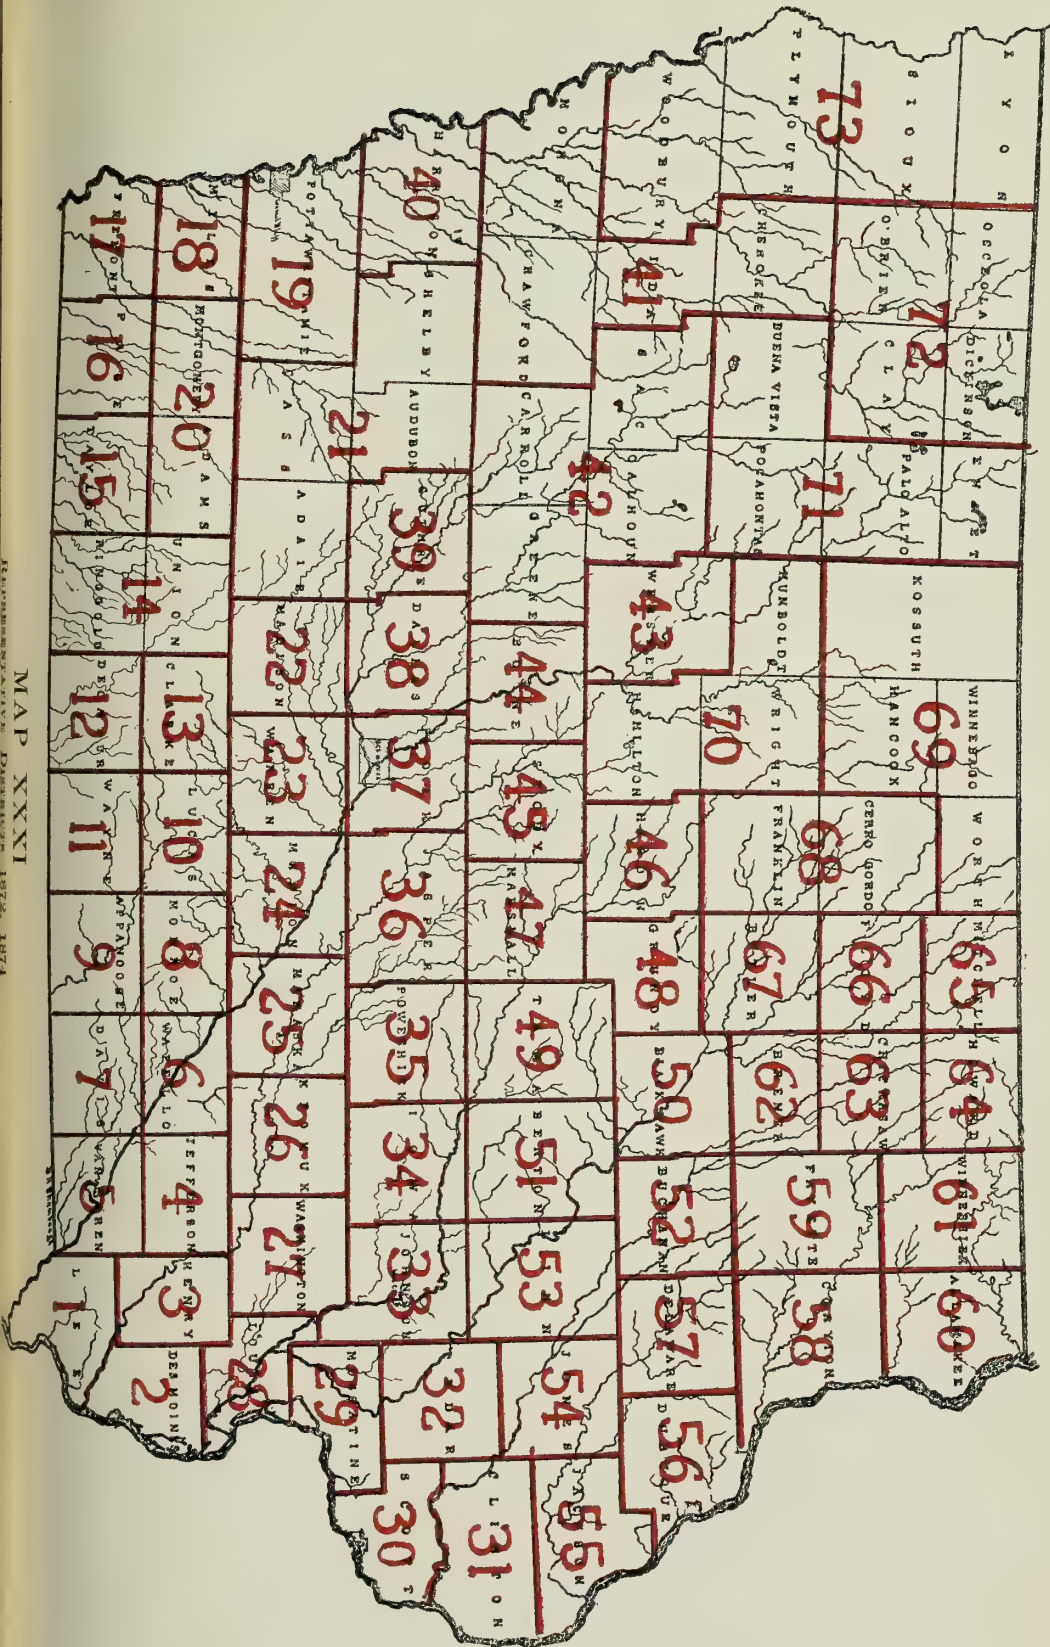 LYON
OSCEOLA
DICKINSON
EMMET
WINNEBAGO
WORTH
MITCHELL
65
HOWARD
64
WINNESHIEK
61
ALLAMAKEE
60
SIOUX
O'BRIEN
72
CLAY
PALO ALTO
KOSSUTH
HANCOCK
69
CERRO GORDO
FLOYD
66
CHICKASAW
63
73
PLYMOUTH
CHEROKEE
BUENA VISTA
POCAHONTAS
71
HUMBOLDT
WRIGHT
70
FRANKLIN
68
BUTLER
67
BREMER
62
FAYETTE
59
CLAYTON
58
WOODBURY
IDA
41
SAC
CALHOUN
42
WEBSTER
43
HAMILTON
HARDIN
46
GRUNDY
48
BLACKHAWK
50
BUCHANAN
52
DELAWARE
57
DUBUQUE
56
MONONA
CRAWFORD
CARROLL
GREENE
BOONE
44
STORY
45
MARSHALL
47
TAMA
49
BENTON
51
LINN
53
JONES
54
JACKSON
55
HARRISON
40
SHELBY
AUDUBON
21
GUTHRIE
39
DALLAS
38
POLK
37
JASPER
36
POWESHIEK
35
IOWA
34
JOHNSON
33
CEDAR
32
CLINTON
31
SCOTT
30
POTTAWATTAMIE
19
CASS
ADAIR
MADISON
22
WARREN
23
MARION
24
MAHASKA
25
KEOKUK
26
WASHINGTON
27
LOUISA
28
MUSCATINE
29
MILLS
18
MONTGOMERY
20
ADAMS
UNION
14
CLARKE
13
LUCAS
10
MONROE
8
WAPELLO
6
JEFFERSON
4
HENRY
3
DES MOINES
2
FREMONT
17
PAGE
16
TAYLOR
15
RINGGOLD
DECATUR
12
WAYNE
11
APPANOOSE
9
DAVIS
7
VAN BUREN
5
LEE
1
MAP XXXI
REPRESENTATIVE DISTRICTS 1872, 1874